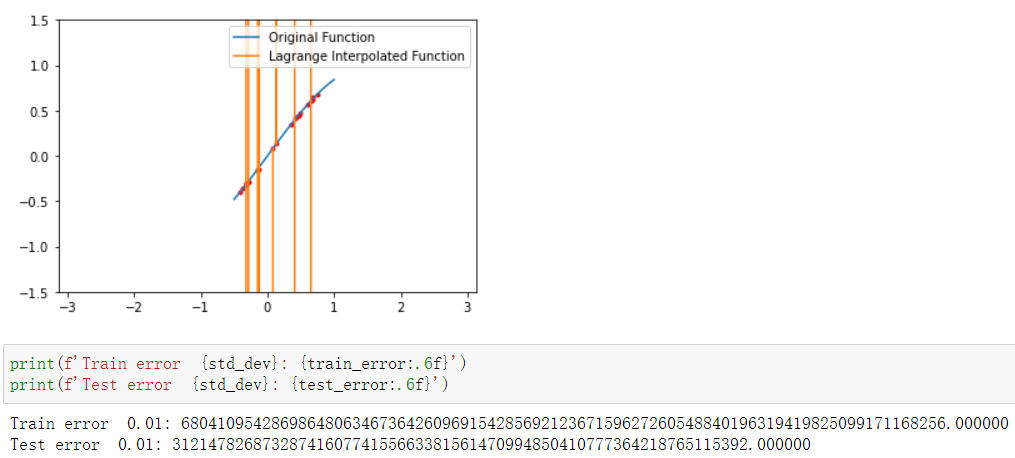 1.5
Original Function
Lagrange Interpolated Function
1.0
0.5
0.0
−0.5
−1.0
−1.5
−3 −2 −1 0 1 2 3
print(f'Train error  {std_dev}: {train_error:.6f}')
print(f'Test error  {std_dev}: {test_error:.6f}')
Train error  0.01: 6804109542869864806346736426096915428569212367159627260548840196319419825099171168256.000000
Test error  0.01: 3121478268732874160774155663381561470994850410777364218765115392.000000